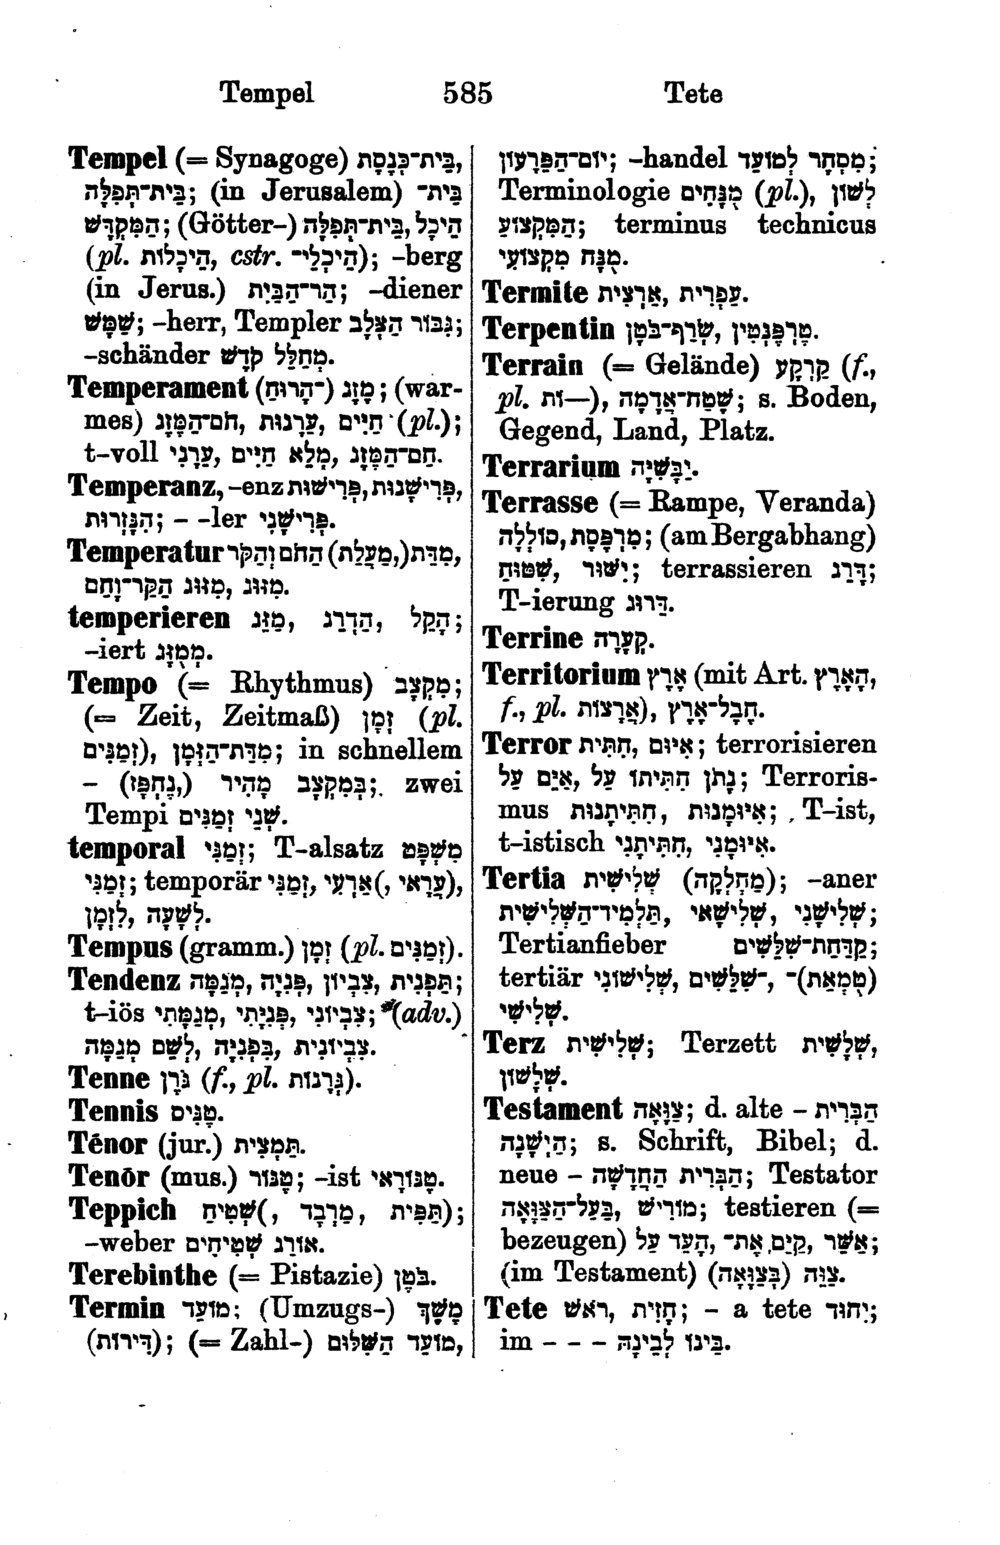 Tempel 585 Tete
Tempel (= Synagoge) בֵּית־כְּנֶסֶת,
בֵּית־תְּפִלָּה; (in Jerusalem) בֵּית־
הַמִּקְדָּשׁ; (Götter-) הֵיכָל, בֵּית־תִּפְלָה
(pl. הֵיכָלוֹת, cstr. הֵיכְלֵי־); -berg
(in Jerus.) הַר־הַבַּיִת; -diener
שַׁמָּשׁ; -herr, Templer גִּבּוֹר הַצְּלָב;
-schänder מְחַלֵּל קֹדֶשׁ.
Temperament מֶזֶג (־הָרוּחַ); (war-
mes) חֹם־הַמֶּזֶג, עֵרָנוּת, חַיִּים (pl.);
t-voll חַם־הַמֶּזֶג, מְלֵא חַיִּים, עֵרָנִי.
Temperanz, -enz פְּרִישׁוּת, פְּרִישְׁנוּת,
הִנָּזְרוּת; - -ler פְּרִישְׁנִי.
Temperatur מִדַּת(,מַעֲלַת) הַחֹם וְהַקֹּר,
מֶזֶג, מִזּוּג הַקֹּר־וָחֹם.
temperieren הָקֵל, הַדְרֵג, מַזֵּג;
-iert מְמֻזָּג.
Tempo (= Rhythmus) מִקְצָב;
(= Zeit, Zeitmaß) זְמָן (pl.
זְמַנִּים), מִדַּת־הַזְּמָן; in schnellem
- בְּמִקְצָב מָהִיר (,נֶחְפָּז); zwei
Tempi שְׁנֵי זְמַנִּים.
temporal זְמַנִּי; T-alsatz מִשְׁפָּט
זְמַנִּי; temporär זְמַנִּי, אֲרָעִי(, עֲרָאִי),
לְשָׁעָה, לִזְמָן.
Tempus (gramm.) זְמָן (pl. זְמַנִּים).
Tendenz תַּפְנִית, צִבְיוֹן, פְּנִיָּה, מְגַמָּה;
t-iös צִבְיוֹנִי, פְּנִיָּתִי, מְגַמָּתִי; (adv.)
צִבְיוֹנִית, בִּפְנִיָּה, לְשֵׁם מְגַמָּה.
Tenne גֹּרֶן (f., pl. גְּרָנוֹת).
Tennis טֶנִּיס.
Tĕnor (jur.) תַּמְצִית.
Tenōr (mus.) טֶנּוֹר; -ist טֶנּוֹרַאי.
Teppich שָׁטִיחַ(, מַרְבָד, תַּפִּית);
-weber אוֹרֵג שְׁטִיחִים.
Terebinthe (= Pistazie) בֹּטֶן.
Termin מוֹעֵד; (Umzugs-) מֶשֶׁךְ
(דִּירוֹת); (= Zahl-) מוֹעֵד הַשִּׁלּוּם,
יוֹם־הַפֵּרָעוֹן; -handel מִסְחָר לְמוֹעֵד;
Terminologie מֻנָּחִים (pl.), לְשׁוֹן
הַמִּקְצוֹעַ; terminus technicus
מֻנָּח מִקְצוֹעִי.
Termite עַפְרִית, אַרְצִית.
Terpentin טֶרְפֶּנְטִין, שְׂרַף־בֹּטֶן.
Terrain (= Gelände) קַרְקַע (f.,
pl. —וֹת), שֶׁטַח־אֲדָמָה; s. Boden,
Gegend, Land, Platz.
Terrarium יַבָּשִׁיָּה.
Terrasse (= Rampe, Veranda)
מִרְפֶּסֶת, סוֹלְלָה; (am Bergabhang)
יִשּׁוּר, שִׁטּוּחַ; terrassieren דָּרֵג;
T-ierung דֵּרוּג.
Terrine קְעָרָה.
Territorium אֶרֶץ (mit Art. הָאָרֶץ,
f., pl. אֲרָצוֹת), חֶבֶל־אֶרֶץ.
Terror אִיּוּם, חִתִּית; terrorisieren
נָתֹן חִתִּיתוֹ עַל, אַיֵּם עַל; Terroris-
mus אִיּוּמָנוּת, חִתִּיתָנוּת; T-ist,
t-istisch אִיּוּמָנִי, חִתִּיתָנִי.
Tertia שְׁלִישִׁית (מַחְלָקָה); -aner
שְׁלִישָׁנִי, שְׁלִישַׁאי, תַּלְמִיד־הַשְּׁלִישִׁית;
Tertianfieber קַדַּחַת־שֻׁלָּשִׁים;
tertiär שְׁלִישׁוֹנִי, ־שִׁלֵּשִׁים, (טֻמְאַת)־
שְׁלִישִׁי.
Terz שְׁלִישִׁית; Terzett שְׁלָשִׁית,
שִׁלְשׁוֹן.
Testament צַוָּאָה; d. alte - הַבְּרִית
הַיְשָׁנָה; s. Schrift, Bibel; d.
neue - הַבְּרִית הַחֲדָשָׁה; Testator
מוֹרִישׁ, בַּעַל־הַצַּוָּאָה; testieren (=
bezeugen) אַשֵּׁר, קַיֵּם אֶת־, הָעֵד עַל;
(im Testament) צַוֵּה (בְּצַוָּאָה).
Tete רֹאשׁ, חֲזִית; - a tete יִחוּד;
im - - - בֵּינוֹ לְבֵינָהּ.